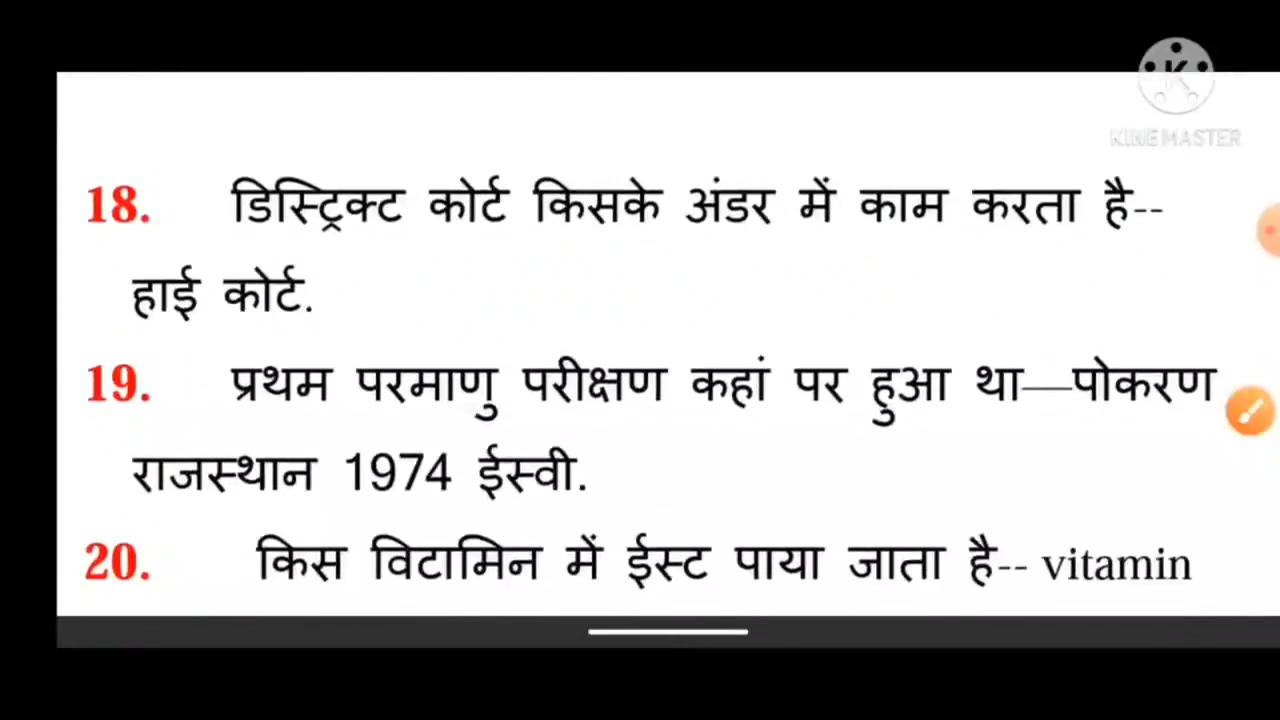 KINEMASTER
18. डिस्ट्रिक्ट कोर्ट किसके अंडर में काम करता है--
हाई कोर्ट.
19. प्रथम परमाणु परीक्षण कहां पर हुआ था—पोकरण
राजस्थान 1974 ईस्वी.
20. किस विटामिन में ईस्ट पाया जाता है-- vitamin